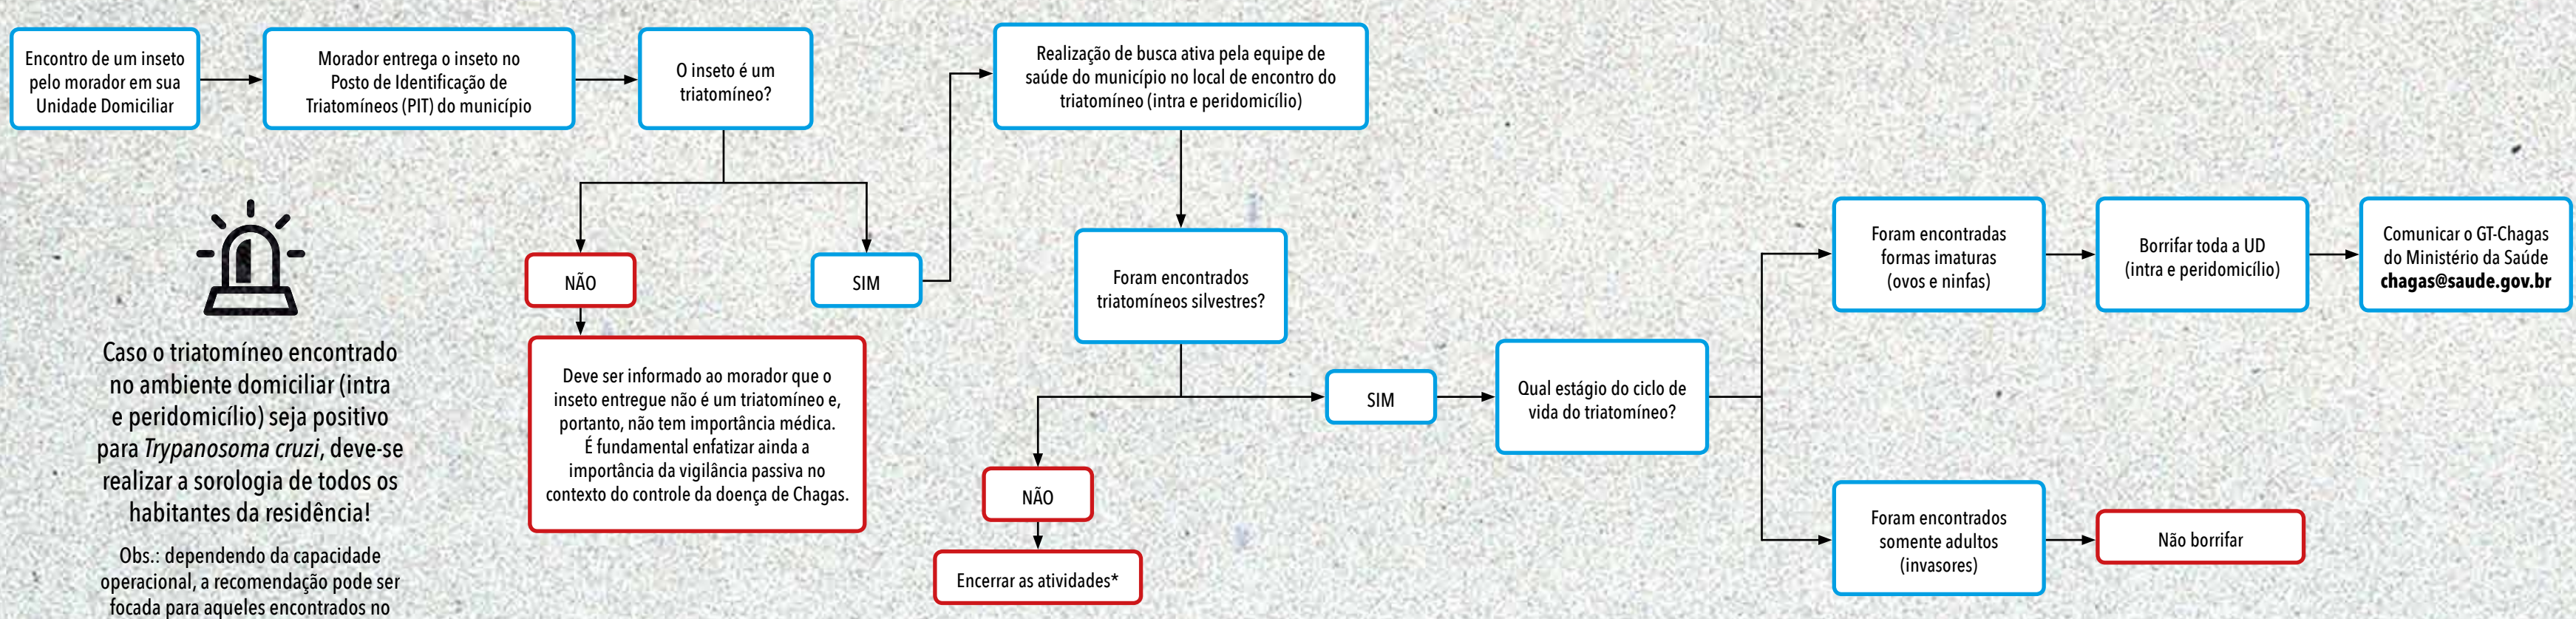 Encontro de um inseto
pelo morador em sua
Unidade Domiciliar
Morador entrega o inseto no
Posto de Identificação de
Triatomíneos (PIT) do município
O inseto é um
triatomíneo?
Realização de busca ativa pela equipe de
saúde do município no local de encontro do
triatomíneo (intra e peridomicílio)
NÃO
SIM
Deve ser informado ao morador que o
inseto entregue não é um triatomíneo e,
portanto, não tem importância médica.
É fundamental enfatizar ainda a
importância da vigilância passiva no
contexto do controle da doença de Chagas.
Foram encontrados
triatomíneos silvestres?
NÃO
Encerrar as atividades*
SIM
Qual estágio do ciclo de
vida do triatomíneo?
Foram encontradas
formas imaturas
(ovos e ninfas)
Borrifar toda a UD
(intra e peridomicílio)
Comunicar o GT-Chagas
do Ministério da Saúde
chagas@saude.gov.br
Foram encontrados
somente adultos
(invasores)
Não borrifar
Caso o triatomíneo encontrado
no ambiente domiciliar (intra
e peridomicílio) seja positivo
para Trypanosoma cruzi, deve-se
realizar a sorologia de todos os
habitantes da residência!
Obs.: dependendo da capacidade
operacional, a recomendação pode ser
focada para aqueles encontrados no